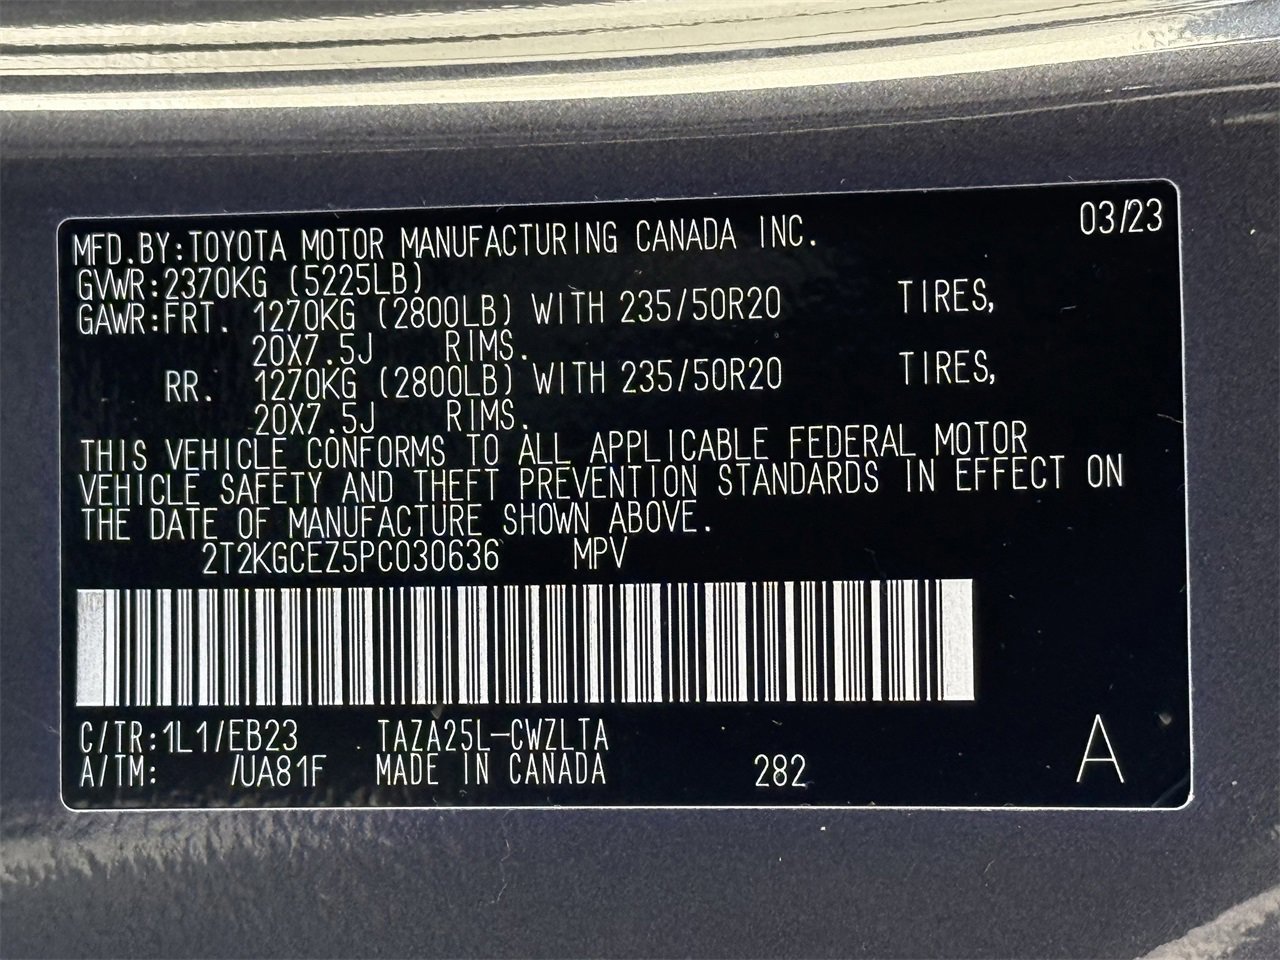 03/23
MFD.BY:TOYOTA MOTOR MANUFACTURING CANADA INC.
GVWR:2370KG (5225LB)
GAWR:FRT. 1270KG (2800LB) WITH 235/50R20 TIRES,
20X7.5J RIMS.
RR. 1270KG (2800LB) WITH 235/50R20 TIRES,
20X7.5J RIMS.
THIS VEHICLE CONFORMS TO ALL APPLICABLE FEDERAL MOTOR
VEHICLE SAFETY AND THEFT PREVENTION STANDARDS IN EFFECT ON
THE DATE OF MANUFACTURE SHOWN ABOVE.
2T2KGCEZ5PC030636 MPV
C/TR:1L1/EB23 TAZA25L-CWZLTA
A/TM: /UA81F MADE IN CANADA 282 A